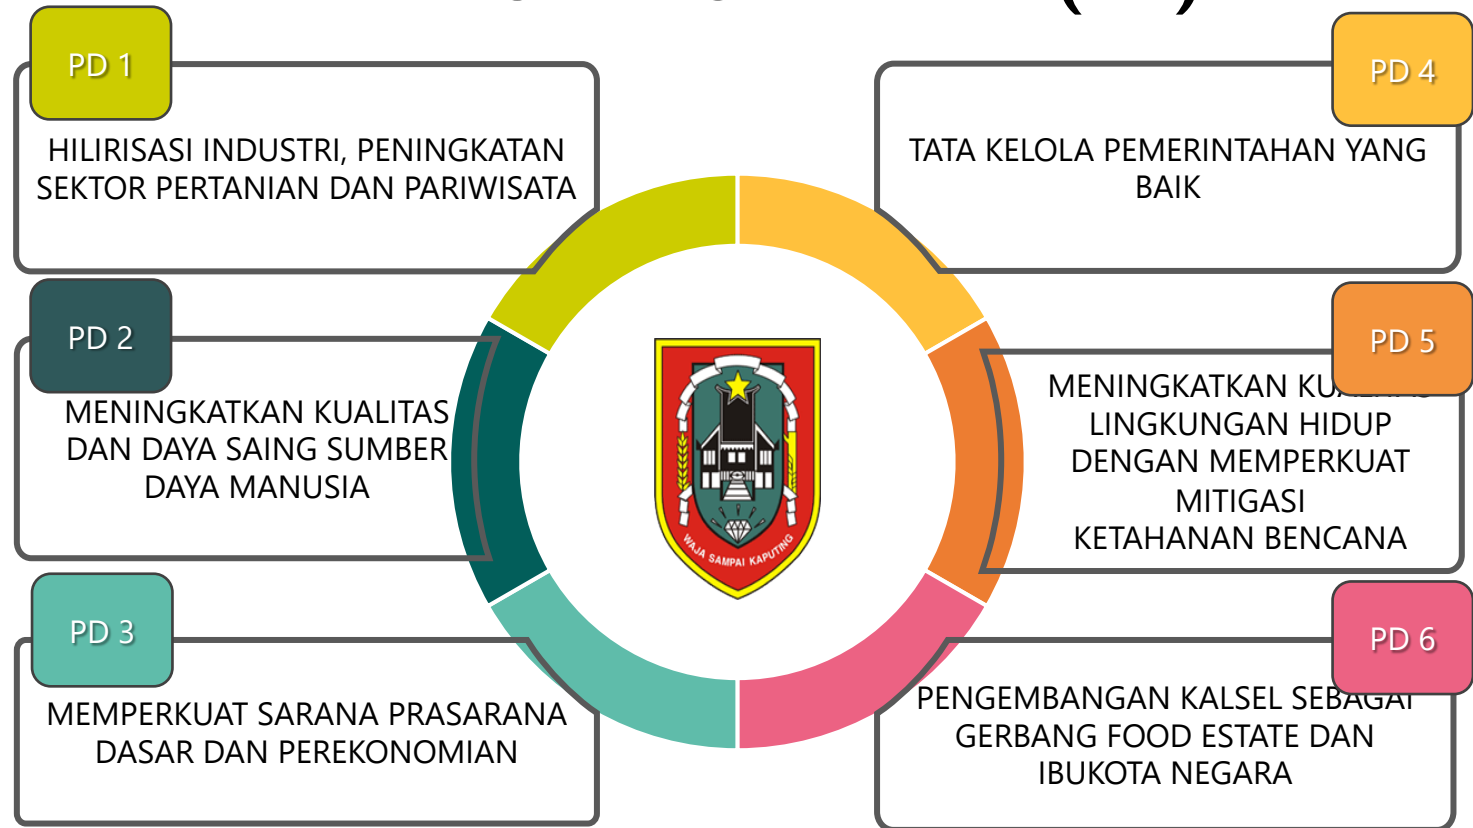 PD 1
HILIRISASI INDUSTRI, PENINGKATAN
SEKTOR PERTANIAN DAN PARIWISATA
PD 2
MENINGKATKAN KUALITAS
DAN DAYA SAING SUMBER
DAYA MANUSIA
PD 3
MEMPERKUAT SARANA PRASARANA
DASAR DAN PEREKONOMIAN
WAJA SAMPAI KAPUTING
PD 4
TATA KELOLA PEMERINTAHAN YANG
BAIK
PD 5
MENINGKATKAN
LINGKUNGAN HIDUP
DENGAN MEMPERKUAT
MITIGASI
KETAHANAN BENCANA
PD 6
PENGEMBANGAN KALSEL SEBAGAI
GERBANG FOOD ESTATE DAN
IBUKOTA NEGARA